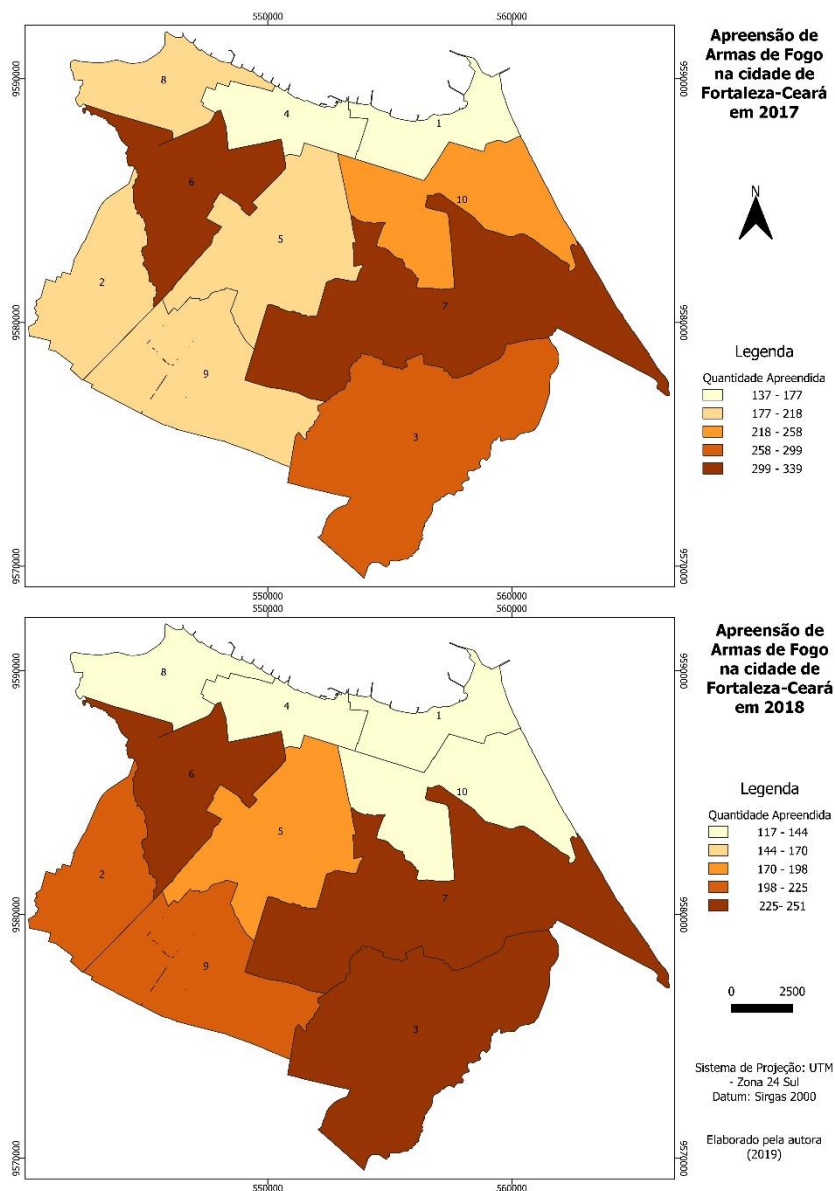 550000
560000
Apreensão de
Armas de Fogo
na cidade de
Fortaleza-Ceará
em 2017
9590000
9590000
8
4
1
N
6
10
5
2
7
9580000
9580000
9
3
Legenda
Quantidade Apreendida
137 - 177
177 - 218
218 - 258
258 - 299
299 - 339
9570000
9570000
550000
560000
550000
560000
Apreensão de
Armas de Fogo
na cidade de
Fortaleza-Ceará
em 2018
9590000
9590000
8
4
1
6
10
5
2
7
9580000
9580000
9
3
Legenda
Quantidade Apreendida
117 - 144
144 - 170
170 - 198
198 - 225
225- 251
0 2500
Sistema de Projeção: UTM
- Zona 24 Sul
Datum: Sirgas 2000
Elaborado pela autora
(2019)
9570000
9570000
550000
560000